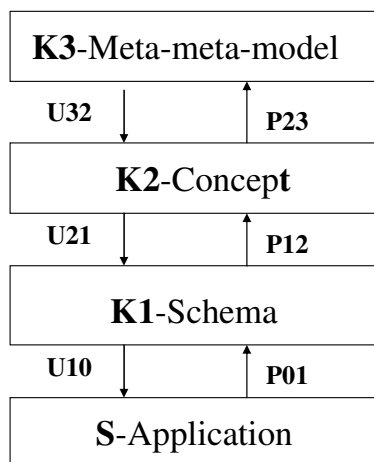 K3-Meta-meta-model
U32 P23
K2-Concept
U21 P12
K1-Schema
U10 P01
S-Application